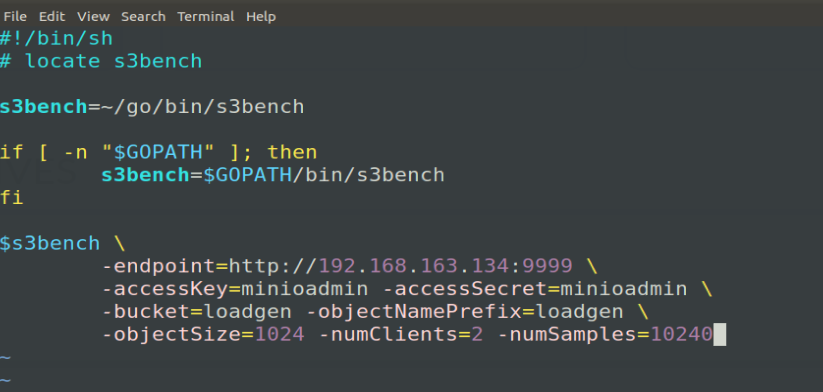 File Edit View Search Terminal Help
#!/bin/sh
# locate s3bench
s3bench=~/go/bin/s3bench
if [ -n "$GOPATH" ]; then
        s3bench=$GOPATH/bin/s3bench
fi
$s3bench \
        -endpoint=http://192.168.163.134:9999 \
        -accessKey=minioadmin -accessSecret=minioadmin \
        -bucket=loadgen -objectNamePrefix=loadgen \
        -objectSize=1024 -numClients=2 -numSamples=10240
~
~